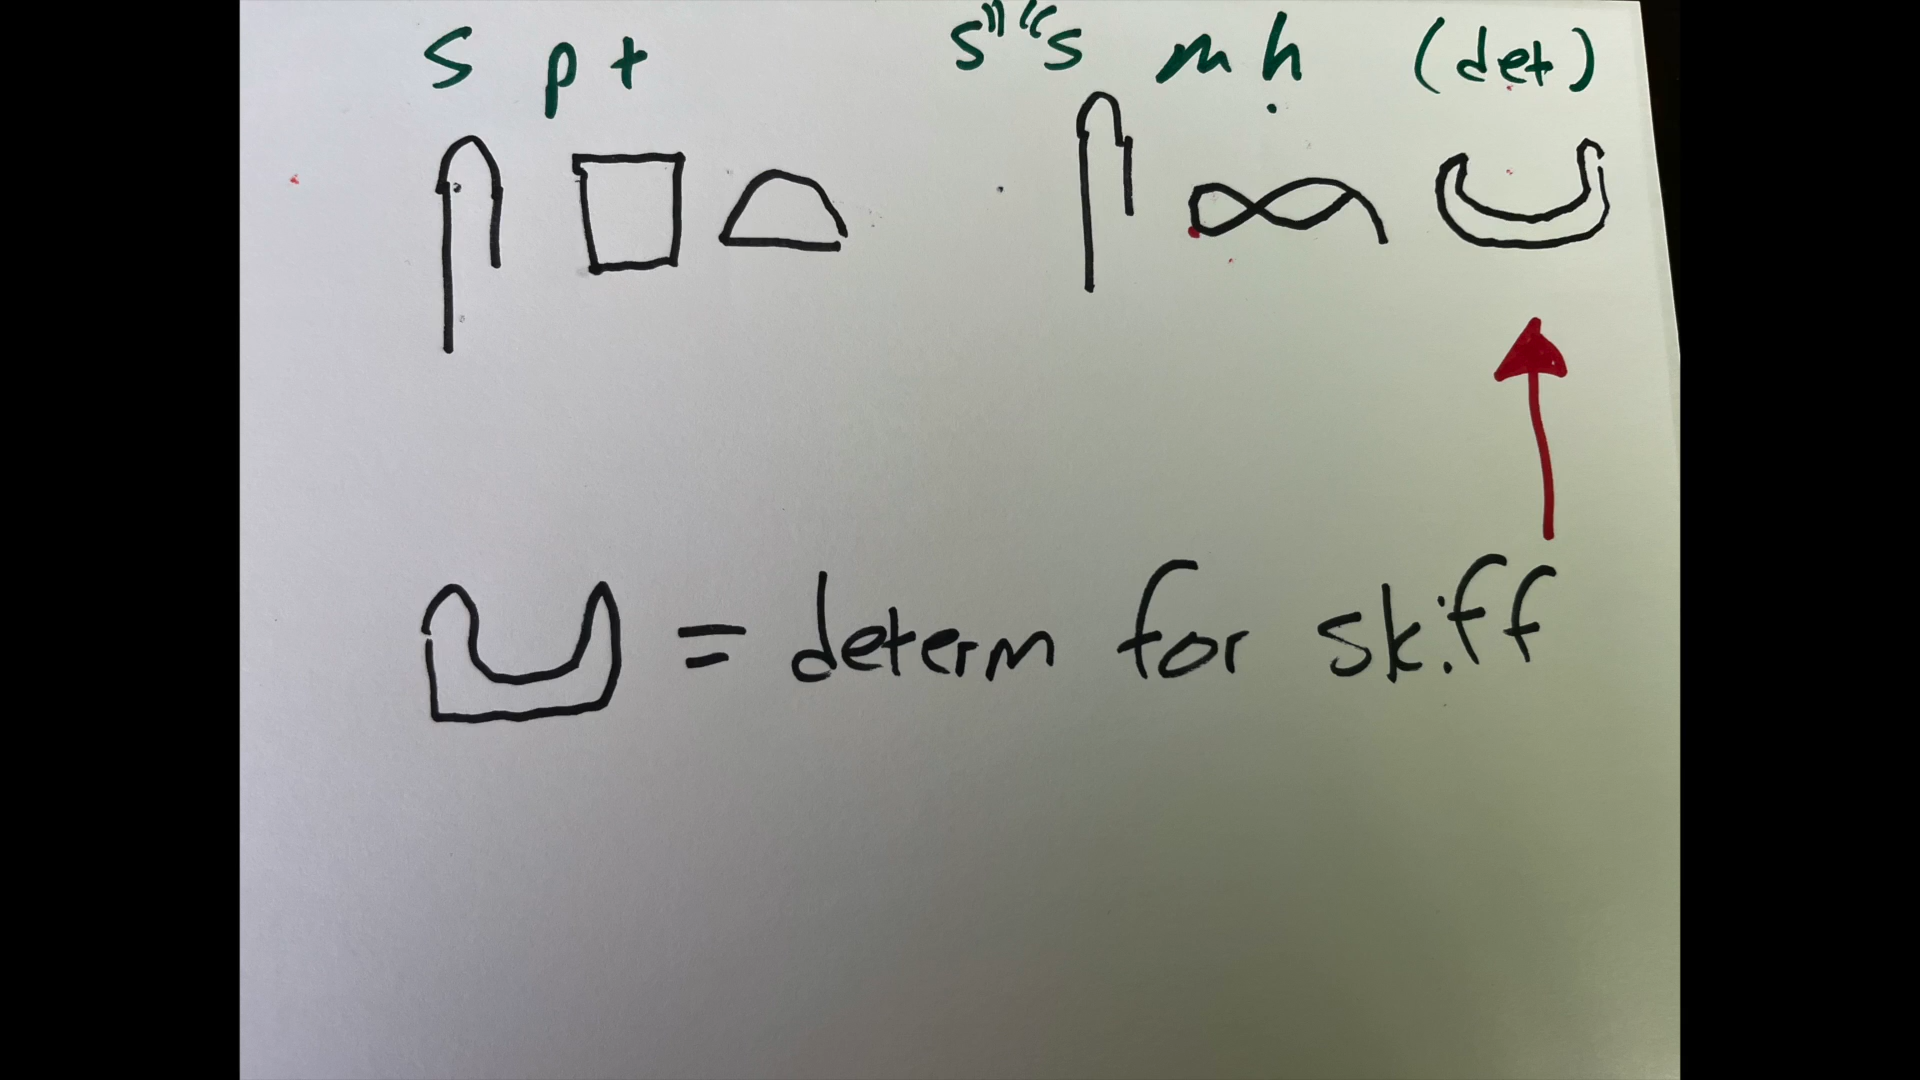 s p t s"“s m ḥ (det)
𓋴 𓊪 𓏏 𓋴 𓎔
= determ for skiff